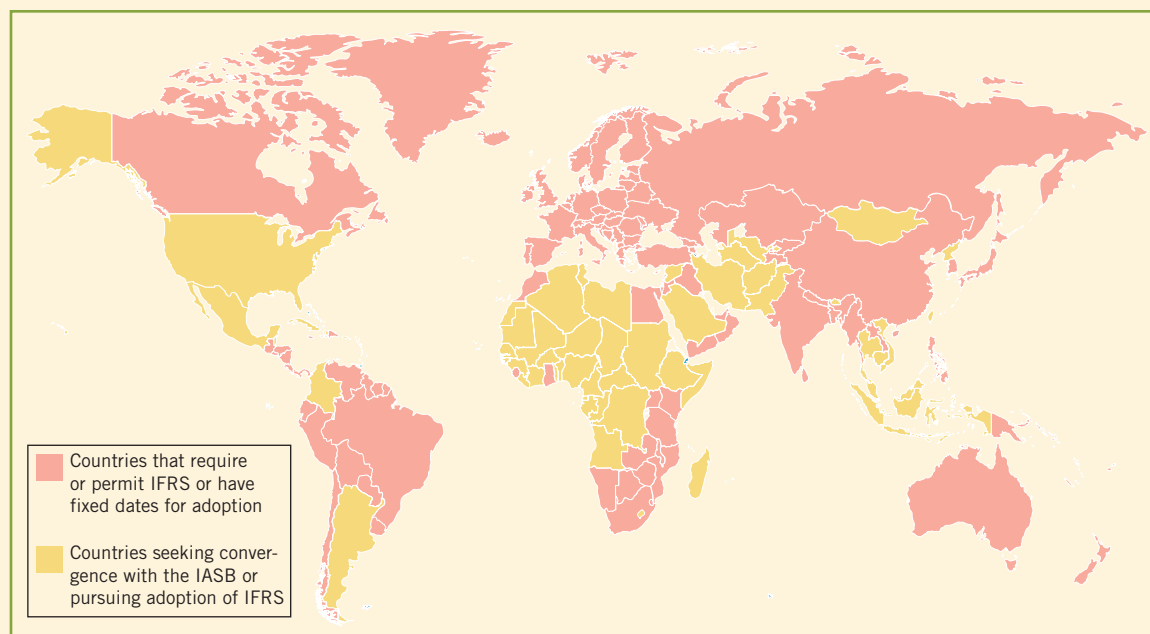 Countries that require
or permit IFRS or have
fixed dates for adoption
Countries seeking conver-
gence with the IASB or
pursuing adoption of IFRS